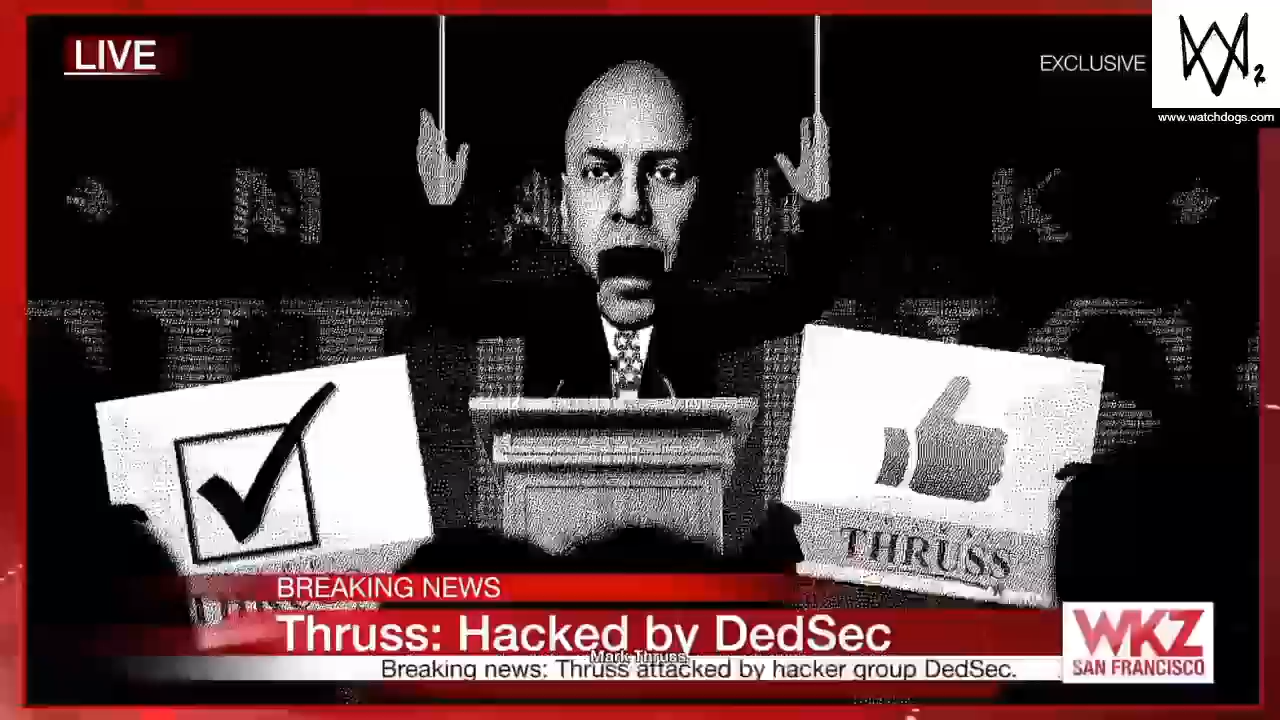 LIVE
EXCLUSIVE
2
www.watchdogs.com
THRUSS
BREAKING NEWS
Thruss: Hacked by DedSec
Mark Thruss
Breaking news: Thruss attacked by hacker group DedSec.
WKZ
SAN FRANCISCO